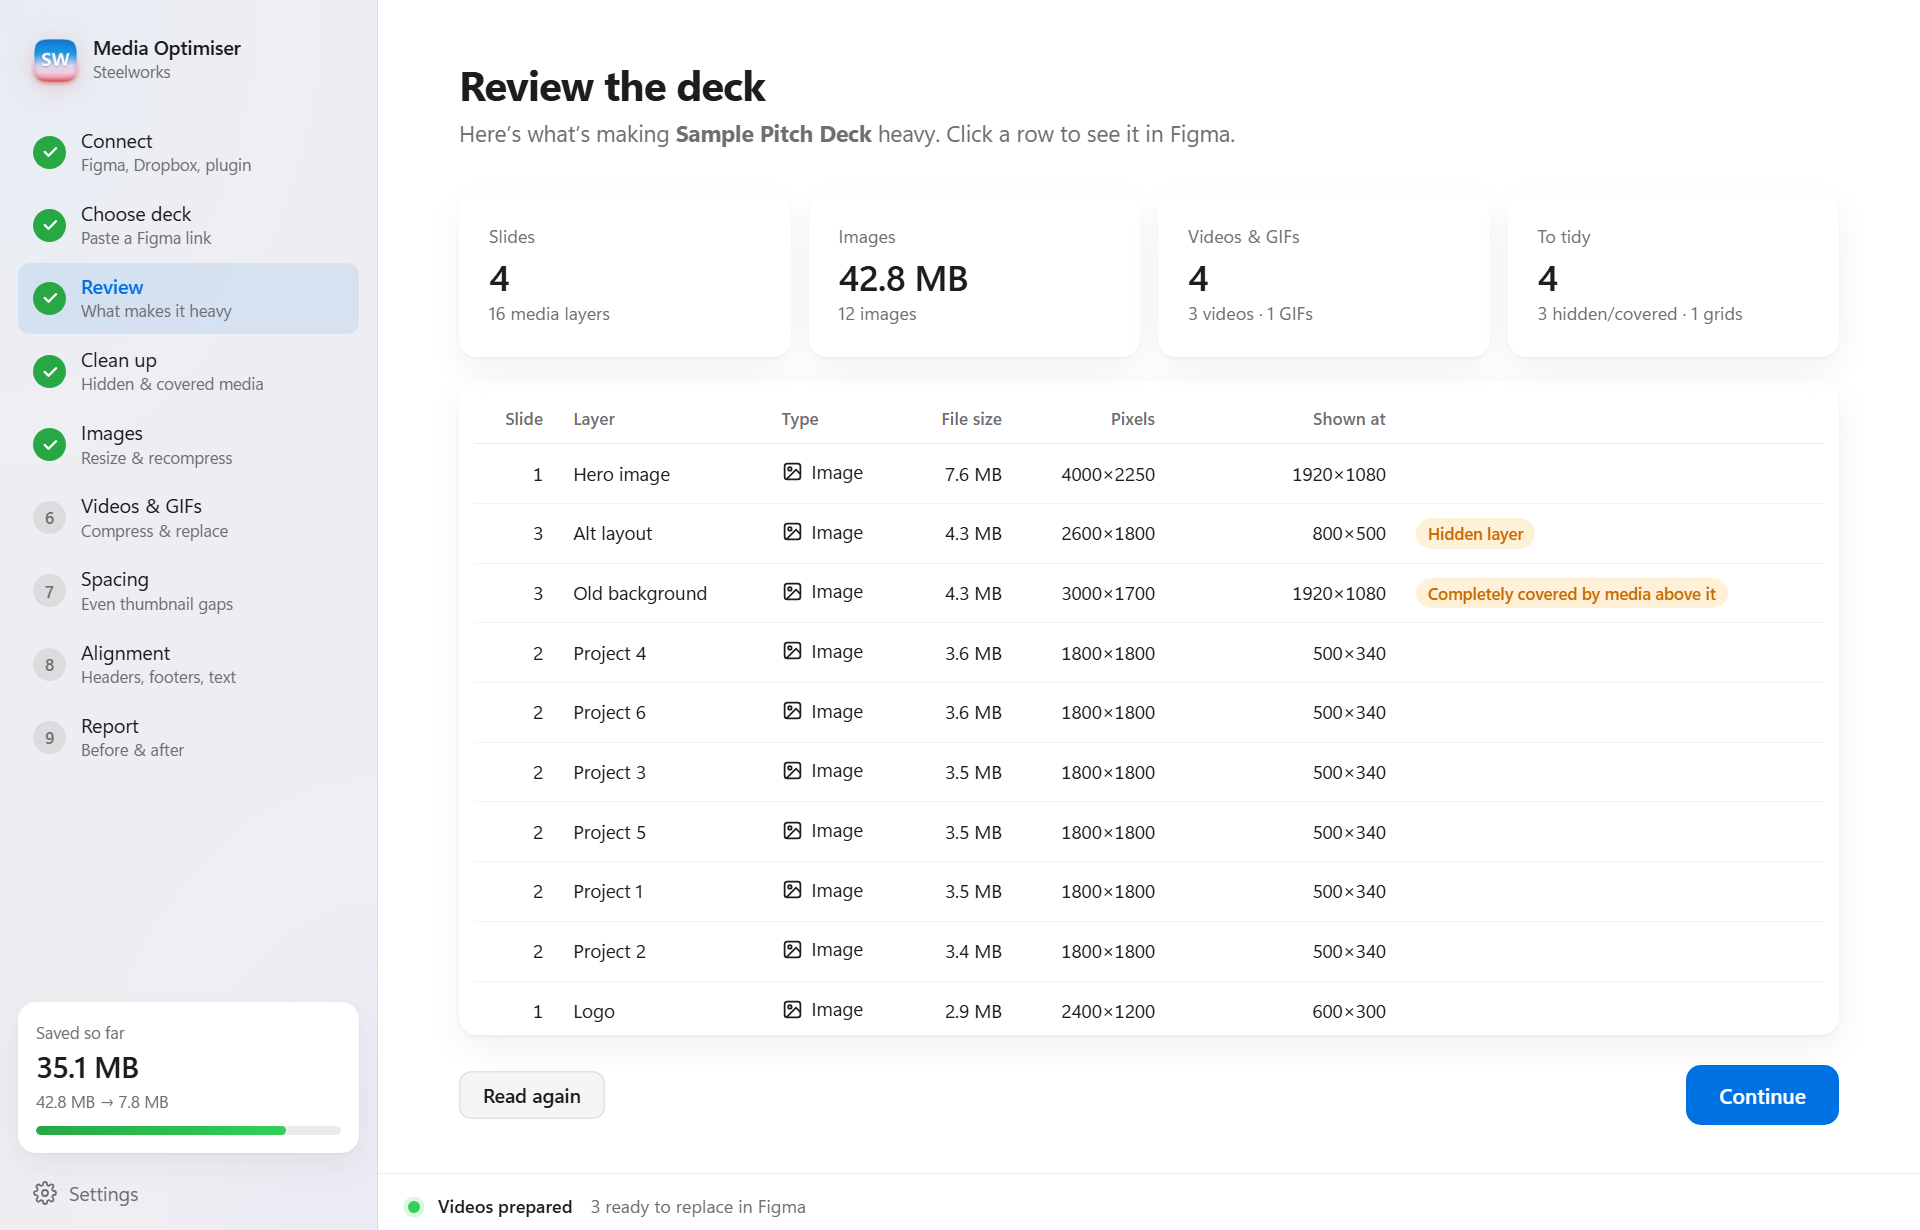 SW
Media Optimiser
Steelworks
Connect
Figma, Dropbox, plugin
Choose deck
Paste a Figma link
Review
What makes it heavy
Clean up
Hidden & covered media
Images
Resize & recompress
6
Videos & GIFs
Compress & replace
7
Spacing
Even thumbnail gaps
8
Alignment
Headers, footers, text
9
Report
Before & after
Saved so far
35.1 MB
42.8 MB → 7.8 MB
Settings
Review the deck
Here’s what’s making Sample Pitch Deck heavy. Click a row to see it in Figma.
Slides
4
16 media layers
Images
42.8 MB
12 images
Videos & GIFs
4
3 videos · 1 GIFs
To tidy
4
3 hidden/covered · 1 grids
Slide Layer Type File size Pixels Shown at
1 Hero image Image 7.6 MB 4000×2250 1920×1080
3 Alt layout Image 4.3 MB 2600×1800 800×500 Hidden layer
3 Old background Image 4.3 MB 3000×1700 1920×1080 Completely covered by media above it
2 Project 4 Image 3.6 MB 1800×1800 500×340
2 Project 6 Image 3.6 MB 1800×1800 500×340
2 Project 3 Image 3.5 MB 1800×1800 500×340
2 Project 5 Image 3.5 MB 1800×1800 500×340
2 Project 1 Image 3.5 MB 1800×1800 500×340
2 Project 2 Image 3.4 MB 1800×1800 500×340
1 Logo Image 2.9 MB 2400×1200 600×300
Read again
Continue
Videos prepared 3 ready to replace in Figma